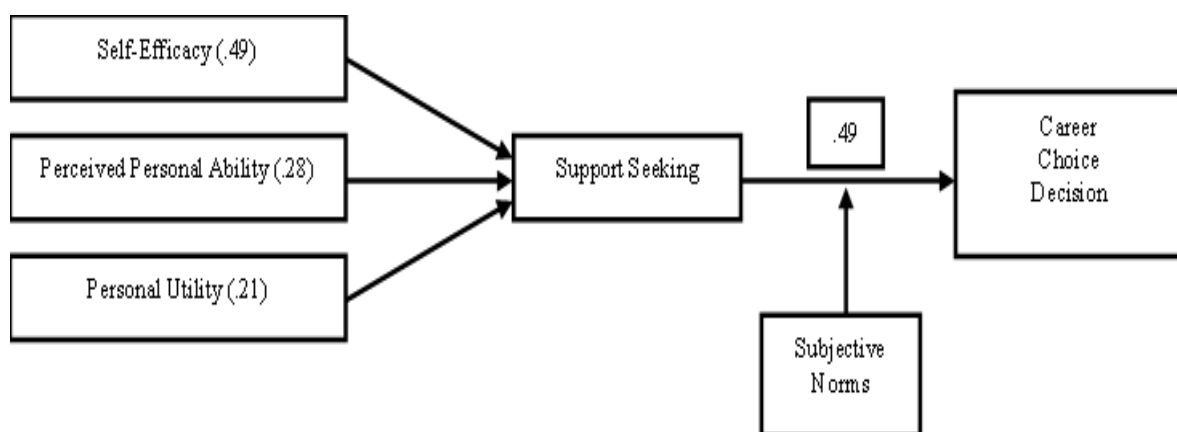 Self-Efficacy (.49)
Perceived Personal Ability (.28)
Personal Utility (.21)
Support Seeking
.49
Career
Choice
Decision
Subjective
Norms